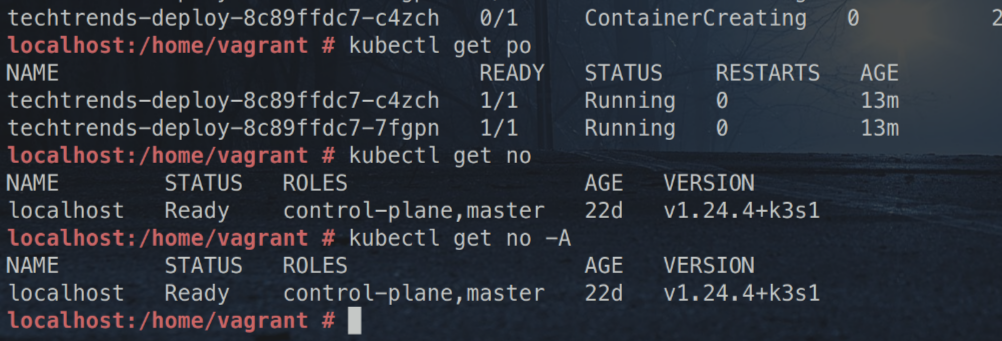 techtrends-deploy-8c89ffdc7-c4zch   0/1     ContainerCreating   0          2
localhost:/home/vagrant # kubectl get po
NAME                                READY   STATUS    RESTARTS   AGE
techtrends-deploy-8c89ffdc7-c4zch   1/1     Running   0          13m
techtrends-deploy-8c89ffdc7-7fgpn   1/1     Running   0          13m
localhost:/home/vagrant # kubectl get no
NAME        STATUS   ROLES                  AGE   VERSION
localhost   Ready    control-plane,master   22d   v1.24.4+k3s1
localhost:/home/vagrant # kubectl get no -A
NAME        STATUS   ROLES                  AGE   VERSION
localhost   Ready    control-plane,master   22d   v1.24.4+k3s1
localhost:/home/vagrant #